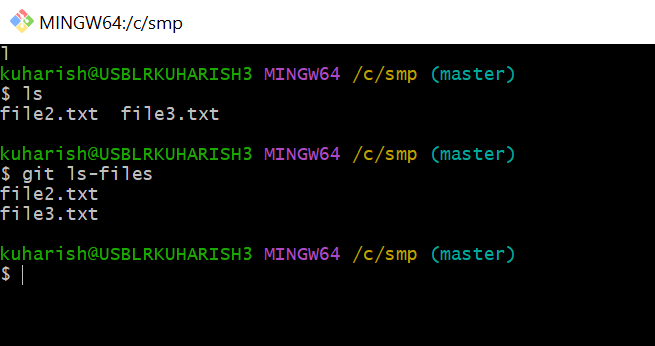 MINGW64:/c/smp
l
kuharish@USBLRKUHARISH3 MINGW64 /c/smp (master)
$ ls
file2.txt  file3.txt
kuharish@USBLRKUHARISH3 MINGW64 /c/smp (master)
$ git ls-files
file2.txt
file3.txt
kuharish@USBLRKUHARISH3 MINGW64 /c/smp (master)
$